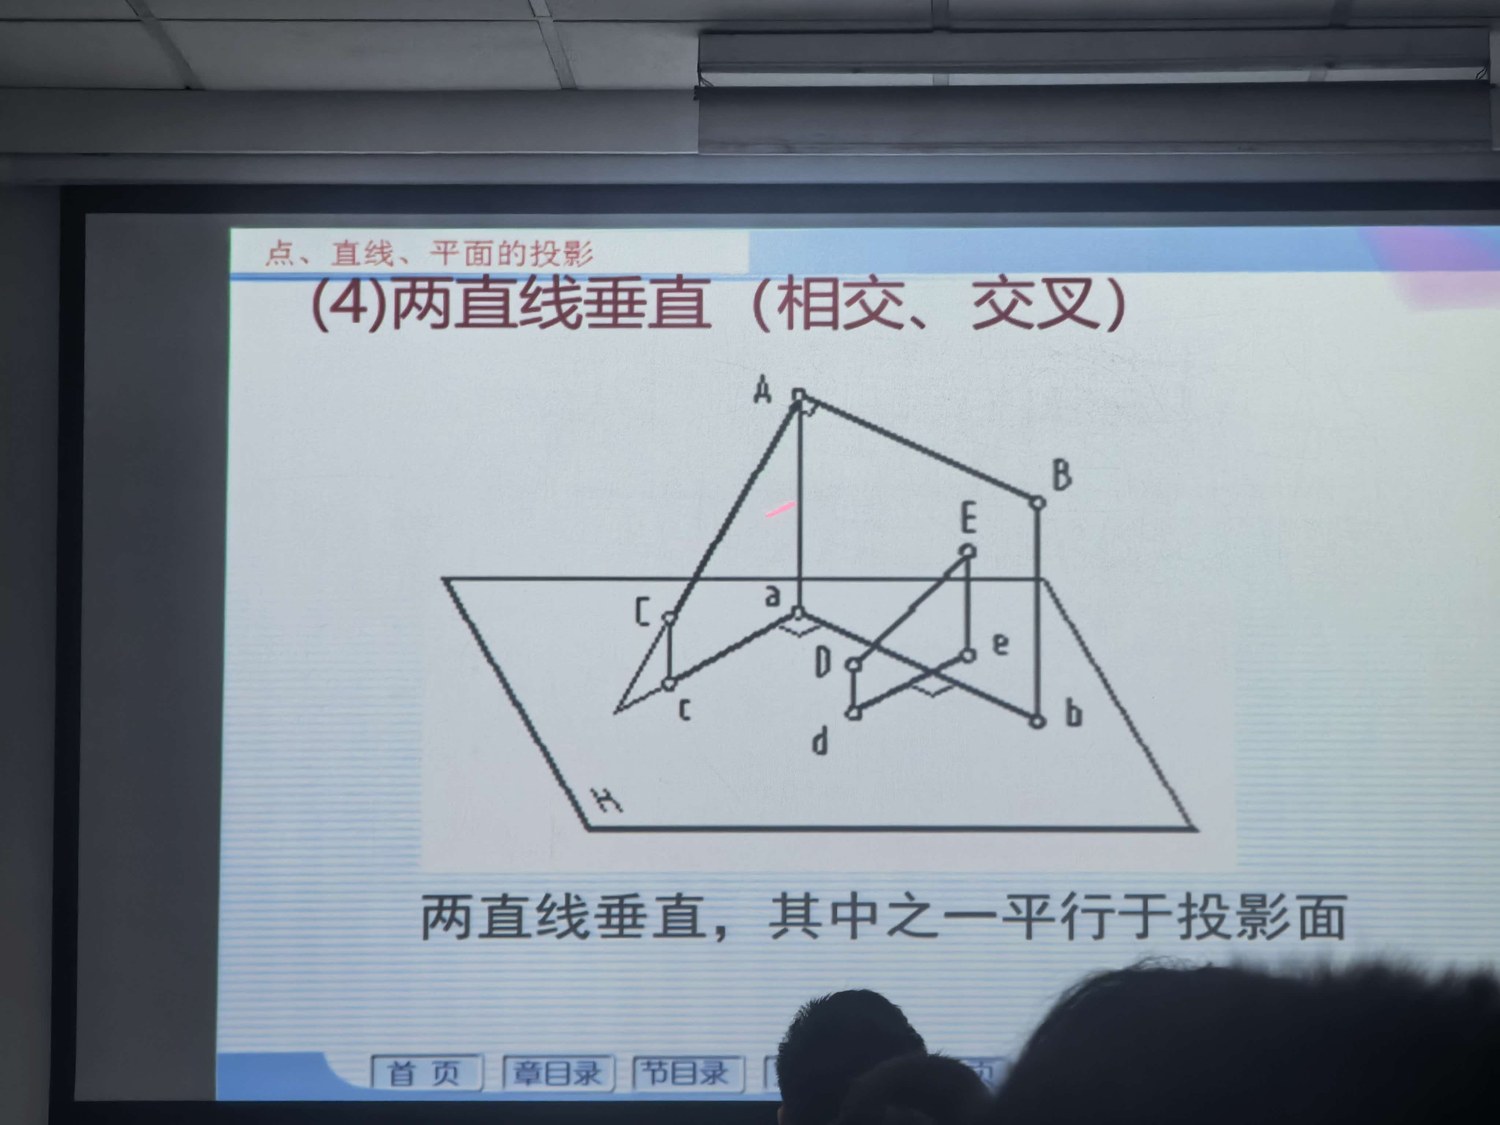 点、直线、平面的投影
(4)两直线垂直（相交、交叉）
A
B
E
C
a
D
e
c
d
b
H
两直线垂直，其中之一平行于投影面
首 页
章目录
节目录
页